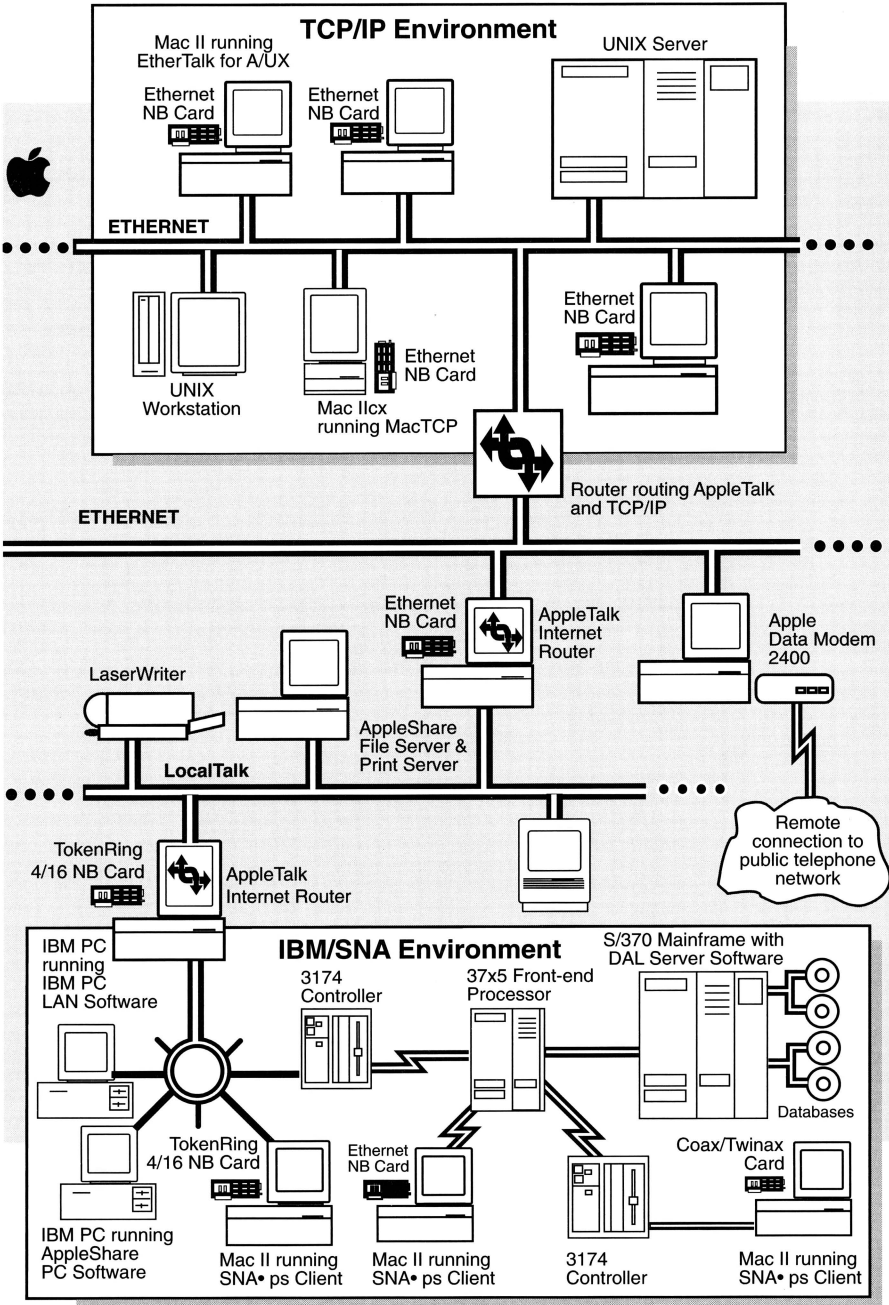 TCP/IP Environment
Mac II running
EtherTalk for A/UX
UNIX Server
Ethernet
NB Card
Ethernet
NB Card
ETHERNET
UNIX
Workstation
Mac IIcx
running MacTCP
Ethernet
NB Card
Ethernet
NB Card
Router routing AppleTalk
and TCP/IP
ETHERNET
Ethernet
NB Card
AppleTalk
Internet
Router
Apple
Data Modem
2400
LaserWriter
AppleShare
File Server &
Print Server
LocalTalk
Remote
connection to
public telephone
network
TokenRing
4/16 NB Card
AppleTalk
Internet Router
IBM/SNA Environment
IBM PC
running
IBM PC
LAN Software
3174
Controller
37x5 Front-end
Processor
S/370 Mainframe with
DAL Server Software
Databases
TokenRing
4/16 NB Card
Ethernet
NB Card
Coax/Twinax
Card
IBM PC running
AppleShare
PC Software
Mac II running
SNA• ps Client
Mac II running
SNA• ps Client
3174
Controller
Mac II running
SNA• ps Client